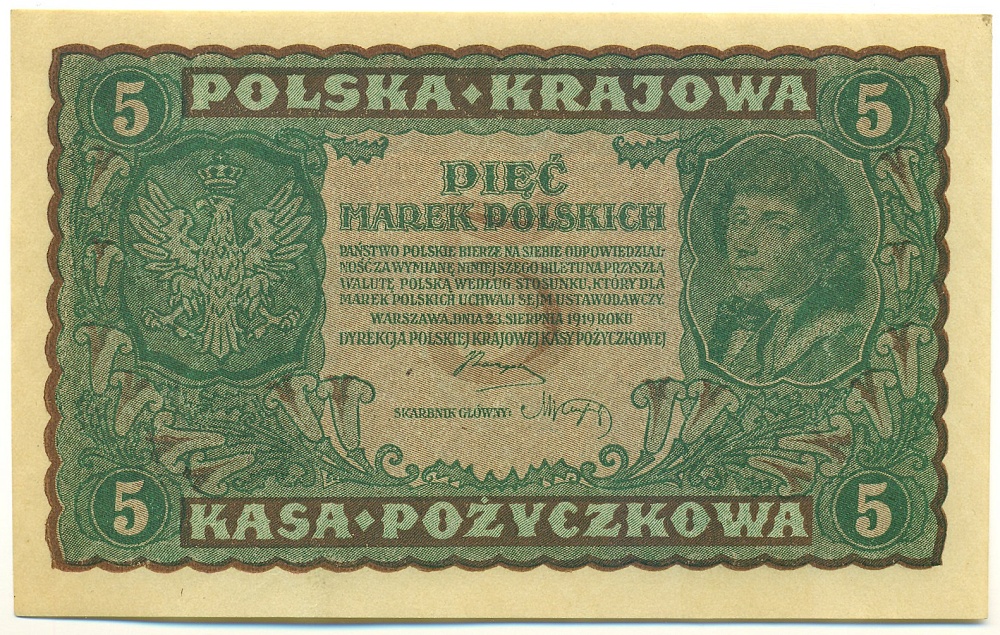 5 POLSKA ◆ KRAJOWA 5
PIĘĆ
MAREK POLSKICH
PAŃSTWO POLSKIE BIERZE NA SIEBIE ODPOWIEDZIAL-
NOŚĆ ZA WYMIANĘ NINIEJSZEGO BILETU NA PRZYSZŁĄ
WALUTĘ POLSKĄ WEDŁUG STOSUNKU, KTÓRY DLA
MAREK POLSKICH UCHWALI SEJM USTAWODAWCZY.
WARSZAWA, DNIA 23. SIERPNIA 1919 ROKU
DYREKCJA POLSKIEJ KRAJOWEJ KASY POŻYCZKOWEJ
5
SKARBNIK GŁÓWNY:
5 KASA ◆ POŻYCZKOWA 5